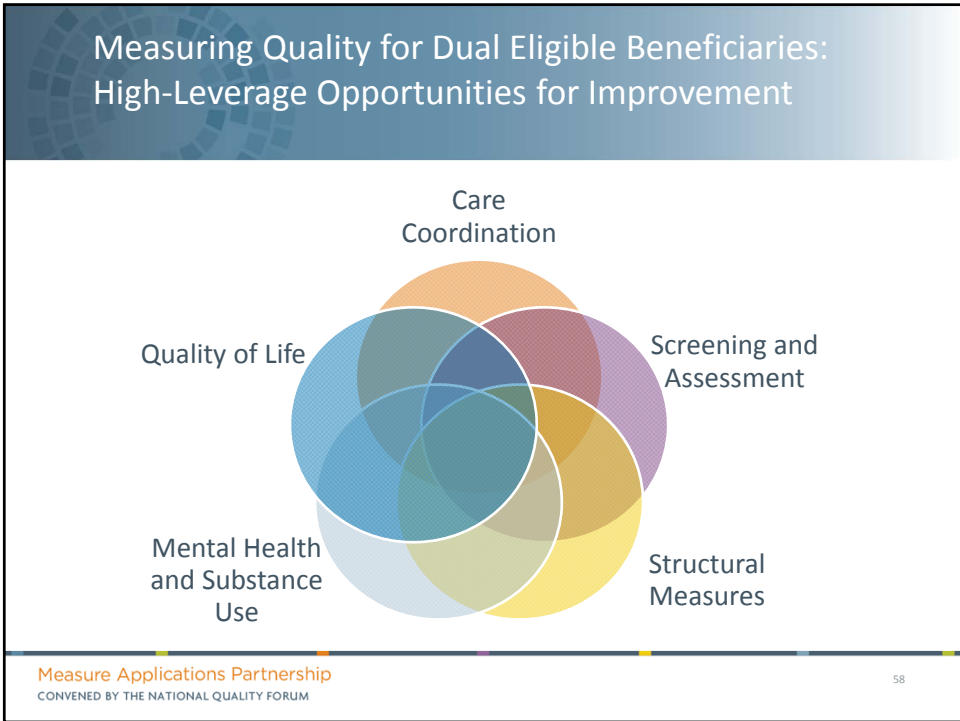 Measuring Quality for Dual Eligible Beneficiaries:
High-Leverage Opportunities for Improvement
Care
Coordination
Quality of Life
Screening and
Assessment
Mental Health
and Substance
Use
Structural
Measures
Measure Applications Partnership
CONVENED BY THE NATIONAL QUALITY FORUM
58